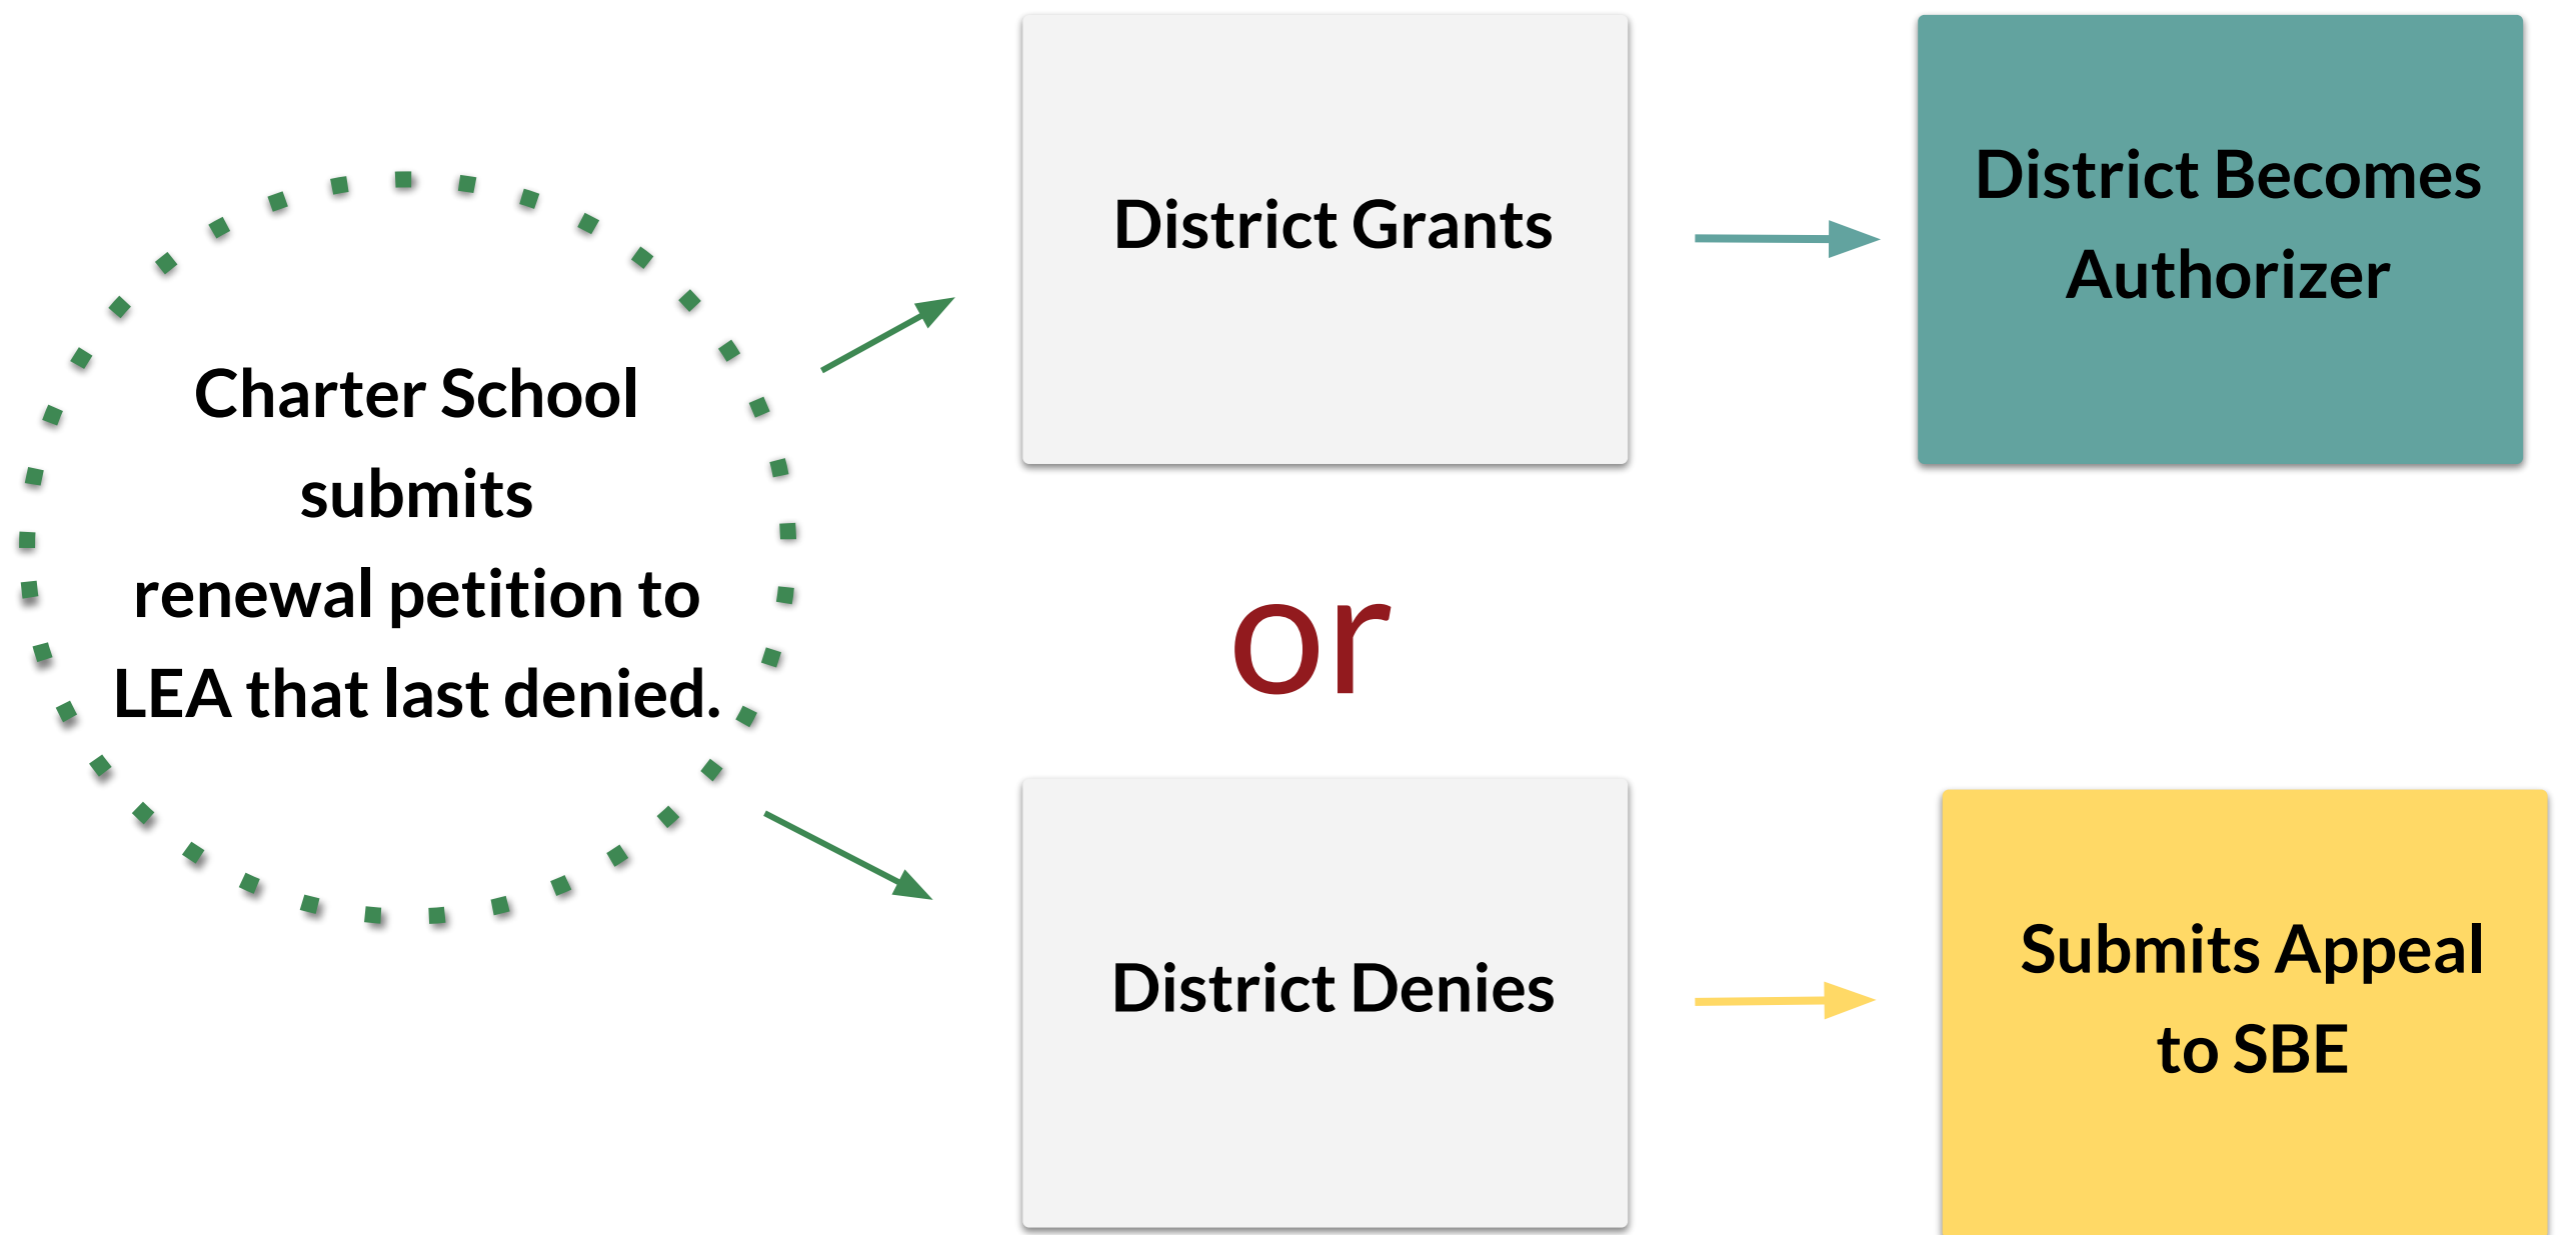 Charter School
submits
renewal petition to
LEA that last denied.
District Grants
District Becomes
Authorizer
or
District Denies
Submits Appeal
to SBE